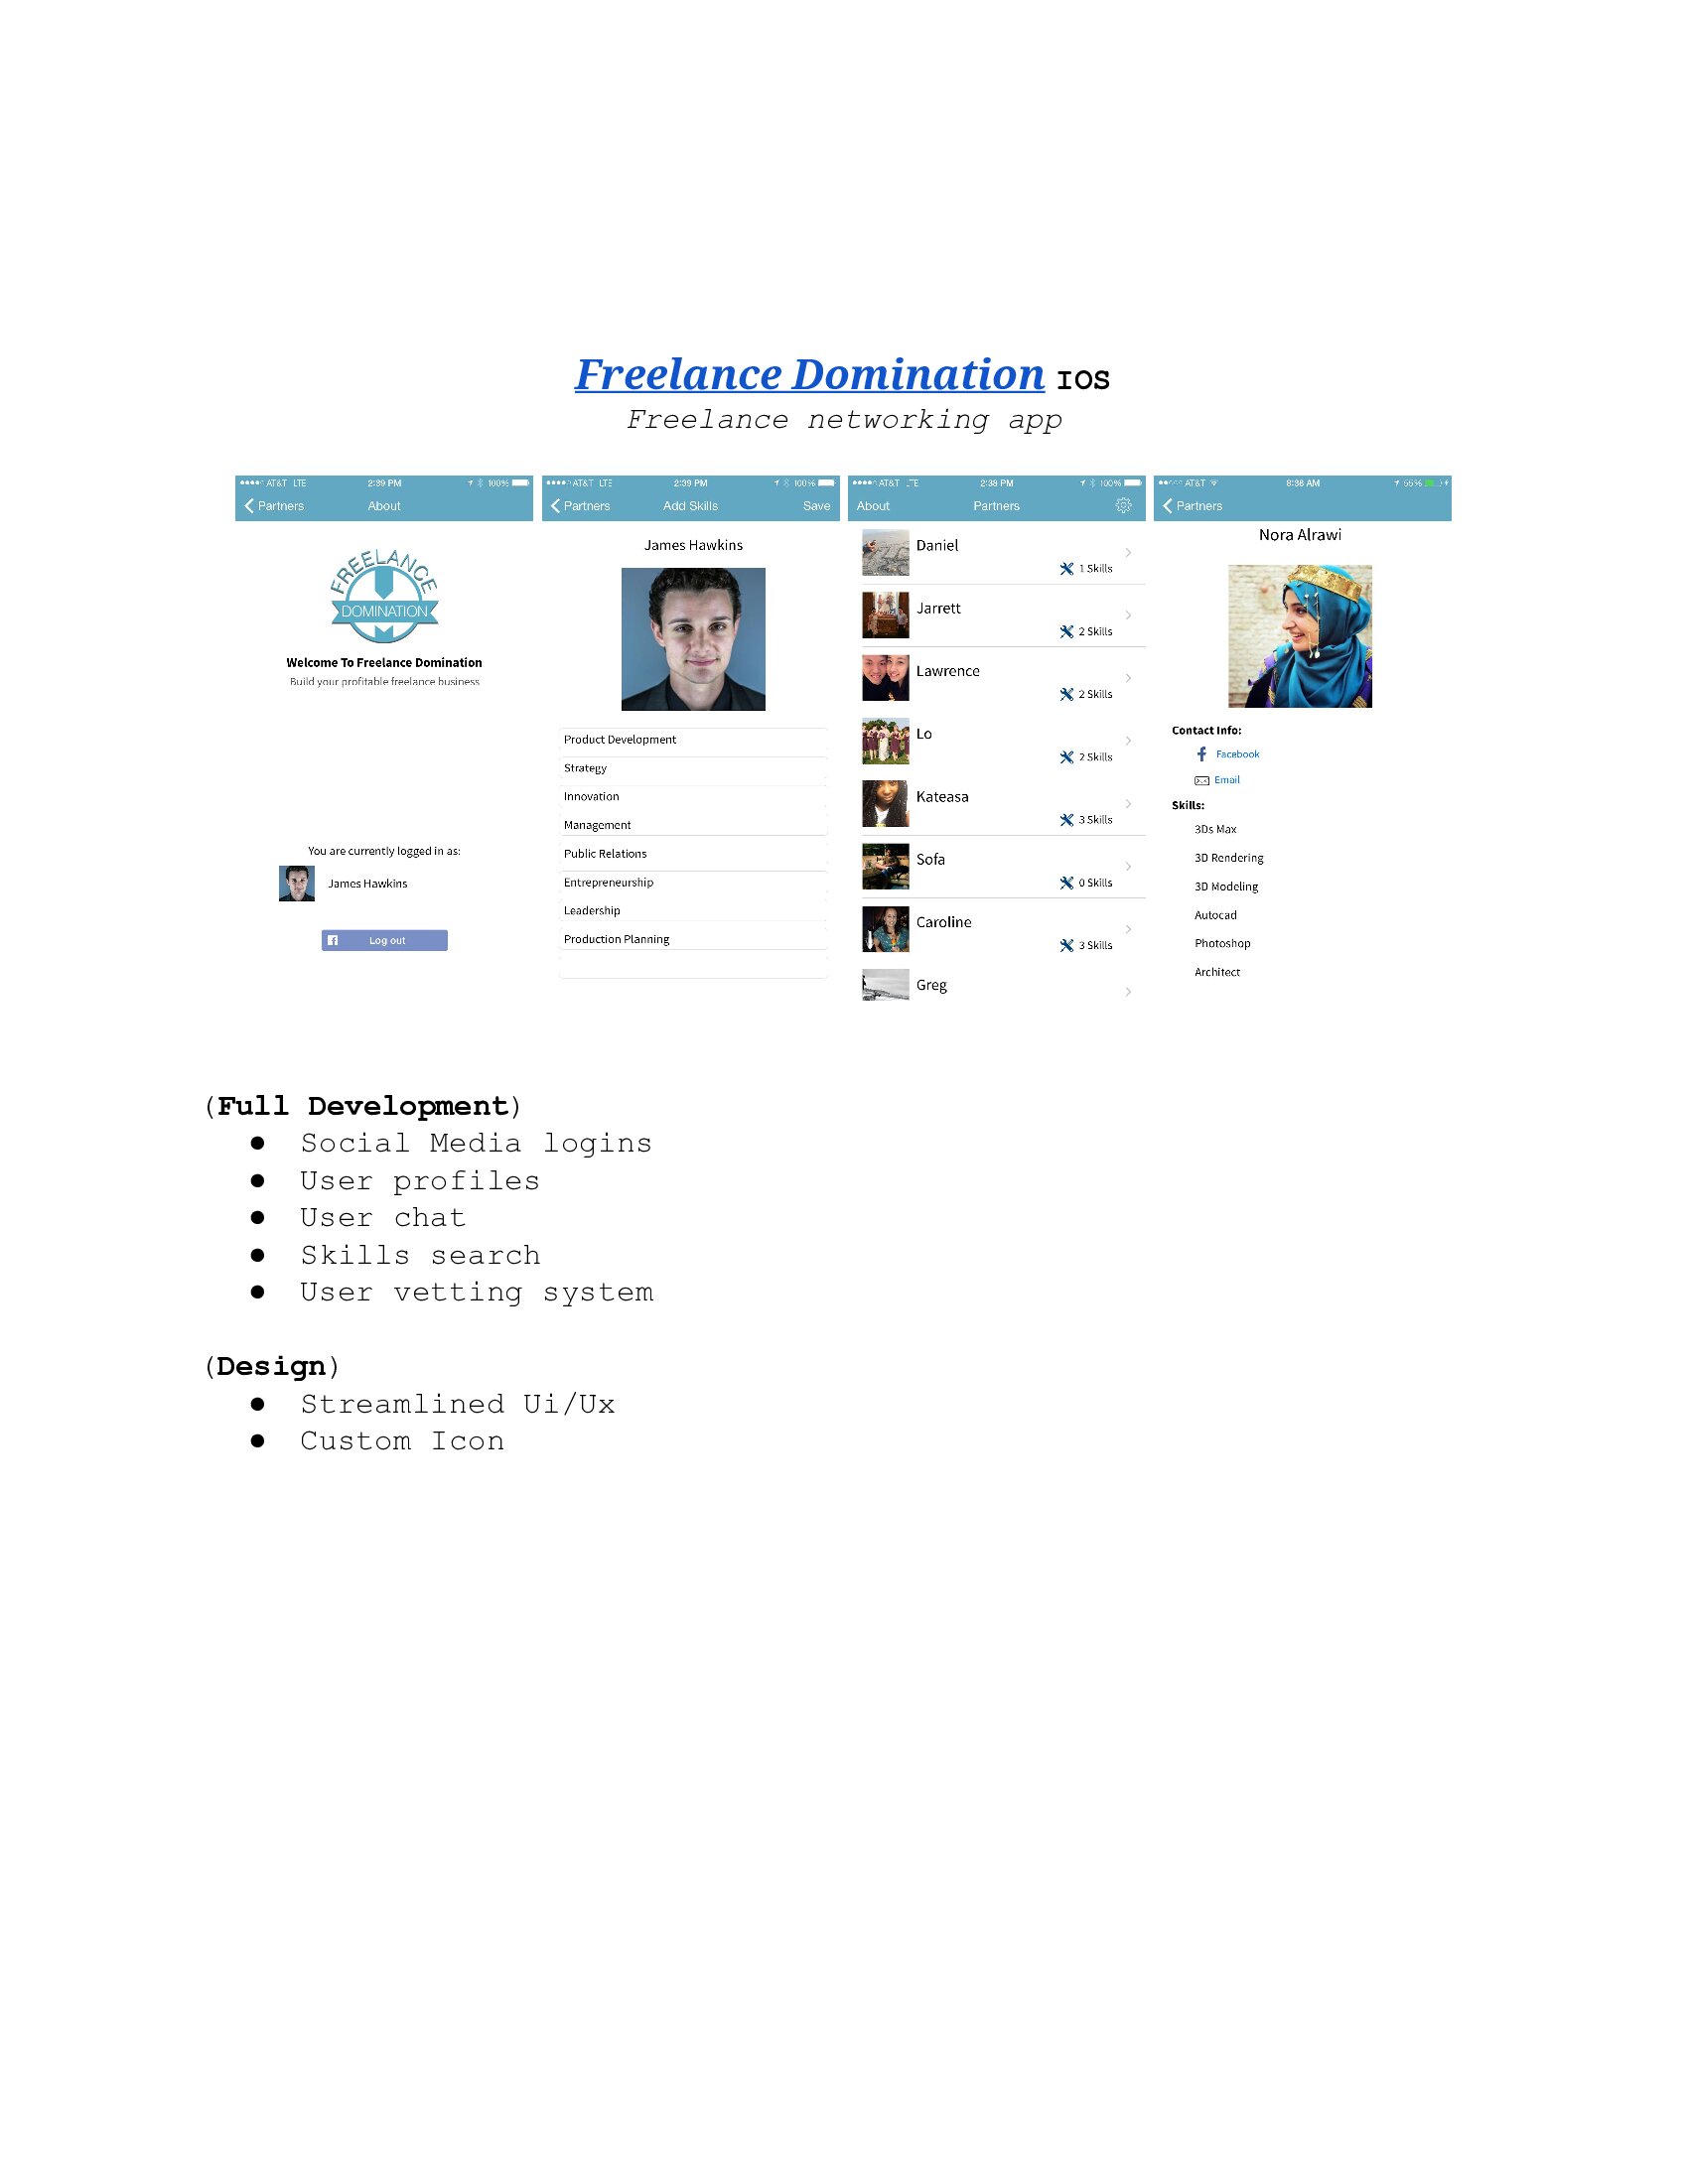 Freelance Domination IOS
Freelance networking app
AT&T LTE 2:39 PM 100%
Partners About
FREELANCE
DOMINATION
Welcome To Freelance Domination
Build your profitable freelance business
You are currently logged in as:
James Hawkins
Log out
AT&T LTE 2:39 PM 100%
Partners Add Skills Save
James Hawkins
Product Development
Strategy
Innovation
Management
Public Relations
Entrepreneurship
Leadership
Production Planning
AT&T LTE 2:38 PM 100%
About Partners
Daniel
1 Skills
Jarrett
2 Skills
Lawrence
2 Skills
Lo
2 Skills
Kateasa
3 Skills
Sofa
0 Skills
Caroline
3 Skills
Greg
AT&T 8:38 AM
Partners
Nora Alrawi
Contact Info:
Facebook
Email
Skills:
3Ds Max
3D Rendering
3D Modeling
Autocad
Photoshop
Architect
(Full Development)
● Social Media logins
● User profiles
● User chat
● Skills search
● User vetting system
(Design)
● Streamlined Ui/Ux
● Custom Icon